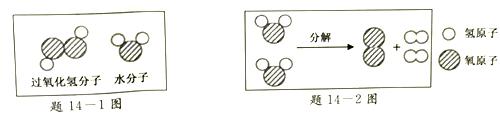 过氧化氢分子 水分子
题 14－1 图
分解
+
氢原子
氧原子
题 14－2 图